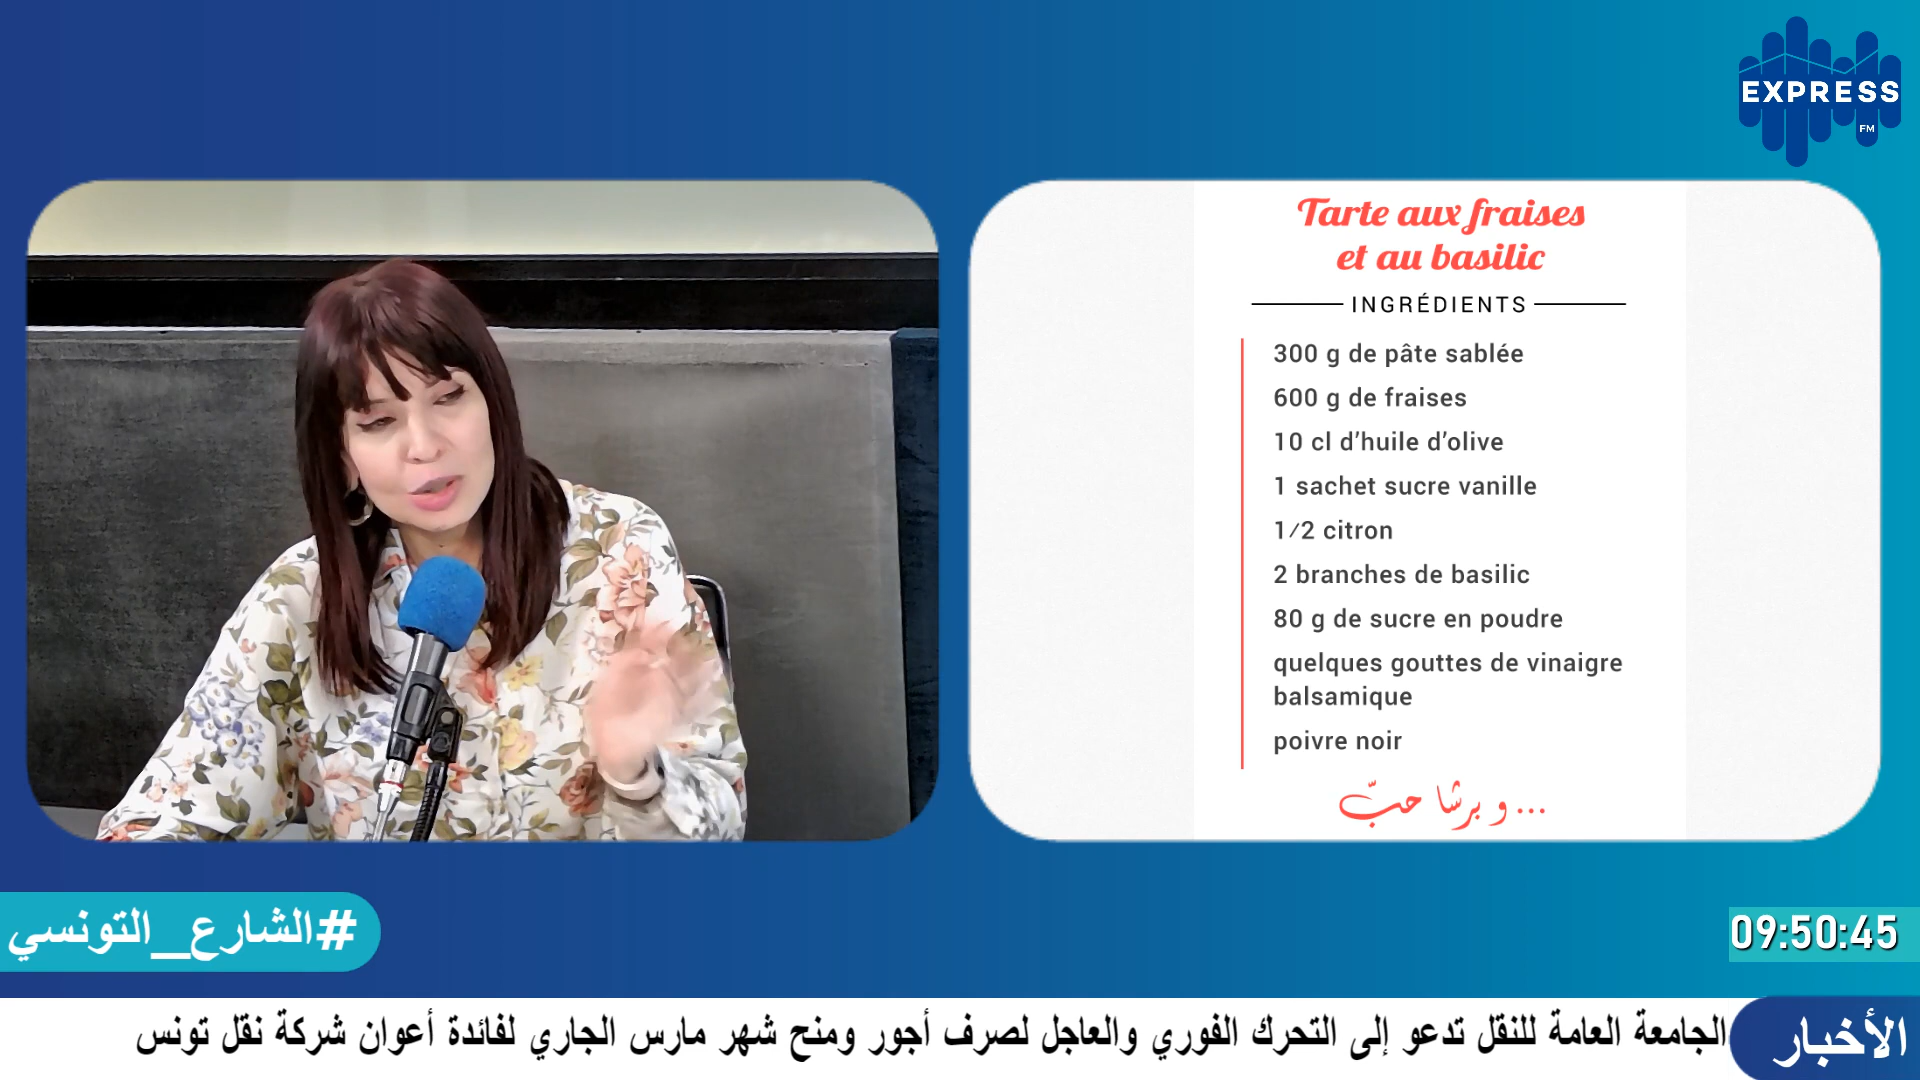 EXPRESS
FM
Tarte aux fraises
et au basilic
INGRÉDIENTS
300 g de pâte sablée
600 g de fraises
10 cl d’huile d’olive
1 sachet sucre vanille
1/2 citron
2 branches de basilic
80 g de sucre en poudre
quelques gouttes de vinaigre
balsamique
poivre noir
... و برشا حبّ
#الشارع_التونسي
09:50:45
الأخبار
الجامعة العامة للنقل تدعو إلى التحرك الفوري والعاجل لصرف أجور ومنح شهر مارس الجاري لفائدة أعوان شركة نقل تونس